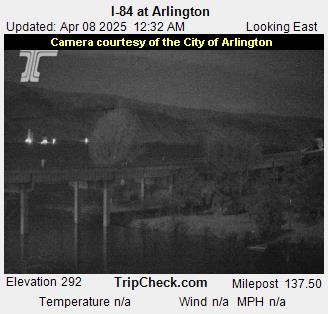 I-84 at Arlington
Updated: Apr 08 2025 12:32 AM Looking East
Camera courtesy of the City of Arlington
Elevation 292 TripCheck.com Milepost 137.50
Temperature n/a Wind n/a MPH n/a